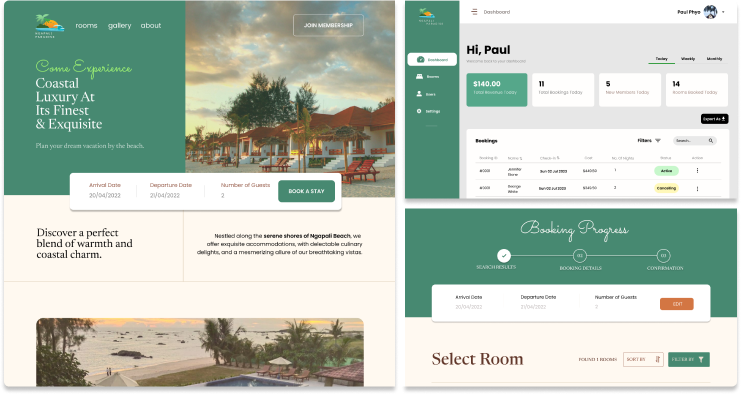 NGAPALI
PARADISE
rooms gallery about
JOIN MEMBERSHIP
Come Experience
Coastal
Luxury At
Its Finest
& Exquisite
Plan your dream vacation by the beach.
Arrival Date Departure Date Number of Guests
20/04/2022 21/04/2022 2
BOOK A STAY
Discover a perfect
blend of warmth and
coastal charm.
Nestled along the serene shores of Ngapali Beach, we
offer exquisite accommodations, with delectable culinary
delights, and a mesmerizing allure of our breathtaking vistas.
NGAPALI
PARADISE
Dashboard
Paul Phyo
Dashboard
Rooms
Users
Settings
Hi, Paul
Welcome back to your dashboard
Today Weekly Monthly
$140.00
Total Revenue Today
11
Total Bookings Today
5
New Members Today
14
Rooms Booked Today
Export As
Bookings
Filters
Search...
Booking ID Name Check In Cost No. Of Nights Status Action
#0001 Jennifer Stone Sun 02 Jul 2023 $240.50 1 Active
George White Sun 02 Jul 2023 2 Cancelling
Booking Progress
02 03
SEARCH RESULTS BOOKING DETAILS CONFIRMATION
Arrival Date Departure Date Number of Guests
20/04/2022 21/04/2022 2
EDIT
Select Room
FOUND 1 ROOMS
SORT BY
FILTER BY